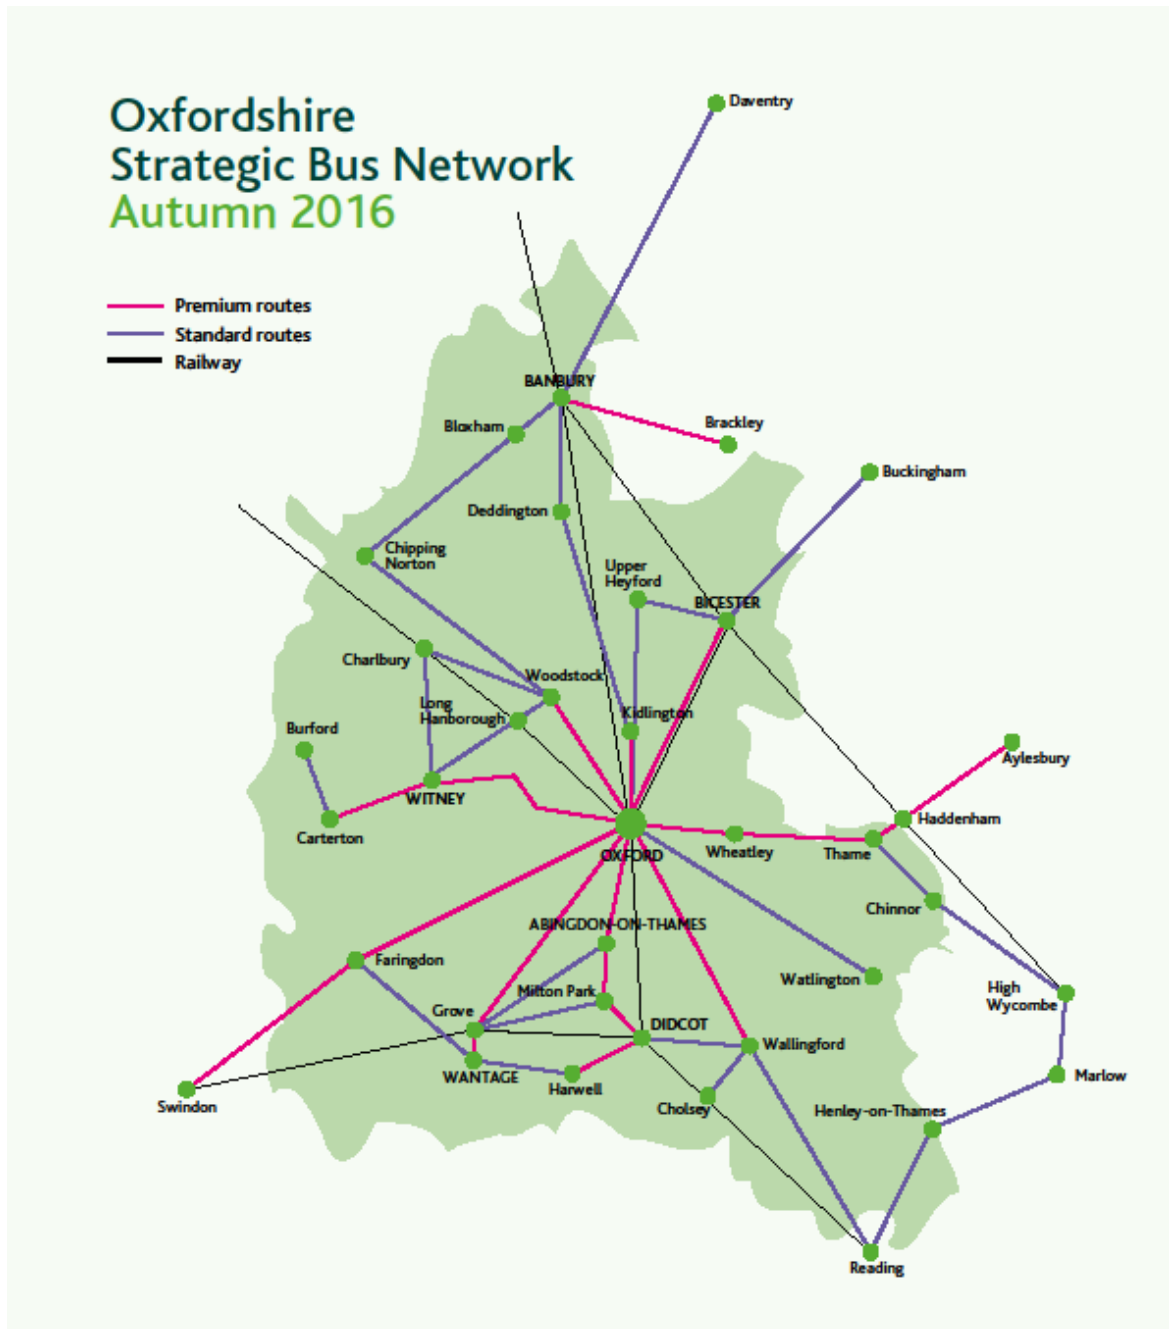 Oxfordshire
Strategic Bus Network
Autumn 2016
Premium routes
Standard routes
Railway
Daventry
BANBURY
Bloxham
Brackley
Buckingham
Deddington
Chipping
Norton
Upper
Heyford
BICESTER
Charlbury
Woodstock
Long
Hanborough
Kidlington
Burford
Aylesbury
WITNEY
Carterton
Haddenham
OXFORD
Wheatley
Thame
Chinnor
ABINGDON-ON-THAMES
Faringdon
Watlington
Milton Park
High
Wycombe
Grove
DIDCOT
Wallingford
WANTAGE
Harwell
Marlow
Swindon
Cholsey
Henley-on-Thames
Reading